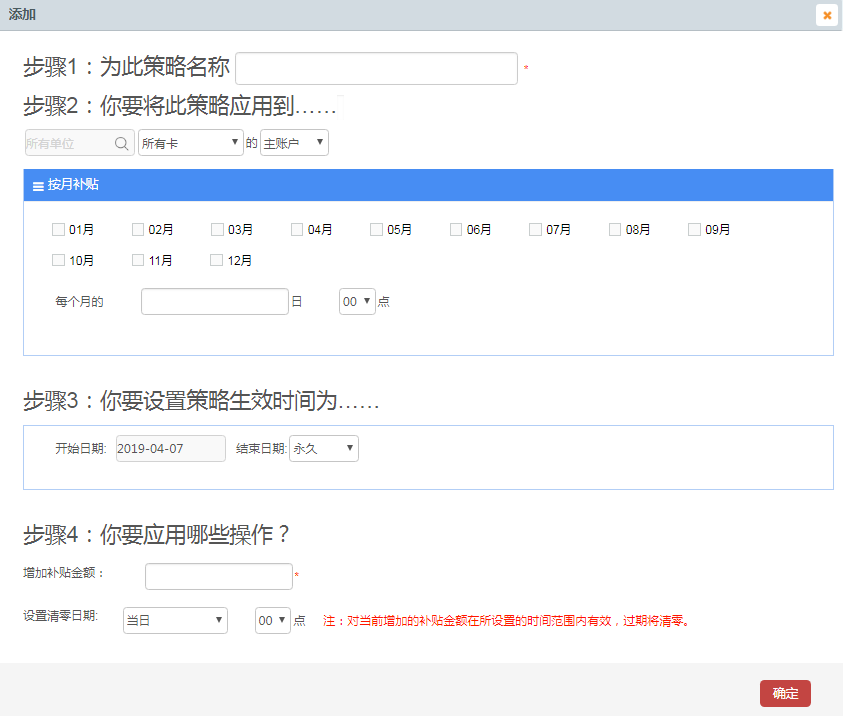 添加
步骤1：为此策略名称 *
步骤2：你要将此策略应用到……
所有单位 所有卡 的 主账户
按月补贴
01月 02月 03月 04月 05月 06月 07月 08月 09月
10月 11月 12月
每个月的 日 00 点
步骤3：你要设置策略生效时间为……
开始日期: 2019-04-07 结束日期: 永久
步骤4：你要应用哪些操作？
增加补贴金额： *
设置清零日期: 当日 00 点 注：对当前增加的补贴金额在所设置的时间范围内有效，过期将清零。
确定